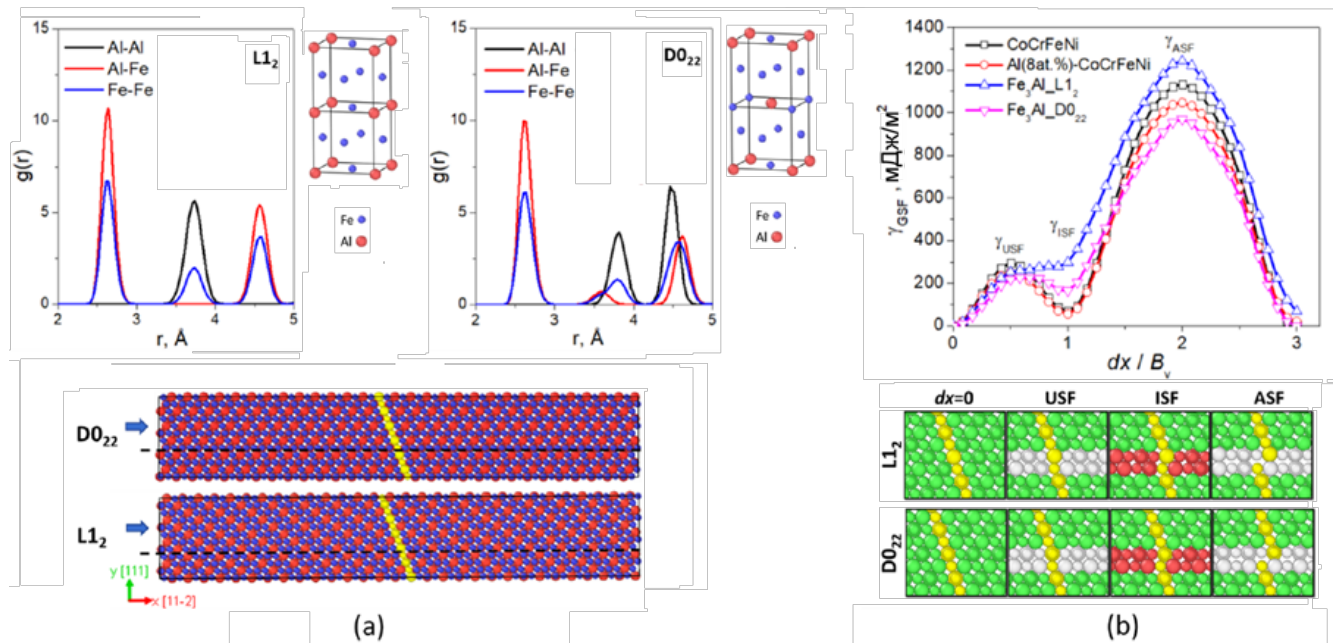 15
10
5
0
g(r)
Al-Al
Al-Fe
Fe-Fe
L1₂
2
3
4
5
r, Å
Fe
Al
15
10
5
0
g(r)
Al-Al
Al-Fe
Fe-Fe
D0₂₂
2
3
4
5
r, Å
Fe
Al
1400
1200
1000
800
600
400
200
0
γ_GSF , мДж/м²
CoCrFeNi
Al(8at.%)-CoCrFeNi
Fe₃Al_L1₂
Fe₃Al_D0₂₂
γ_ASF
γ_ISF
γ_USF
0
1
2
3
dx / B_v
D0₂₂
L1₂
y [111]
x [11-2]
(a)
dx=0
USF
ISF
ASF
L1₂
D0₂₂
(b)